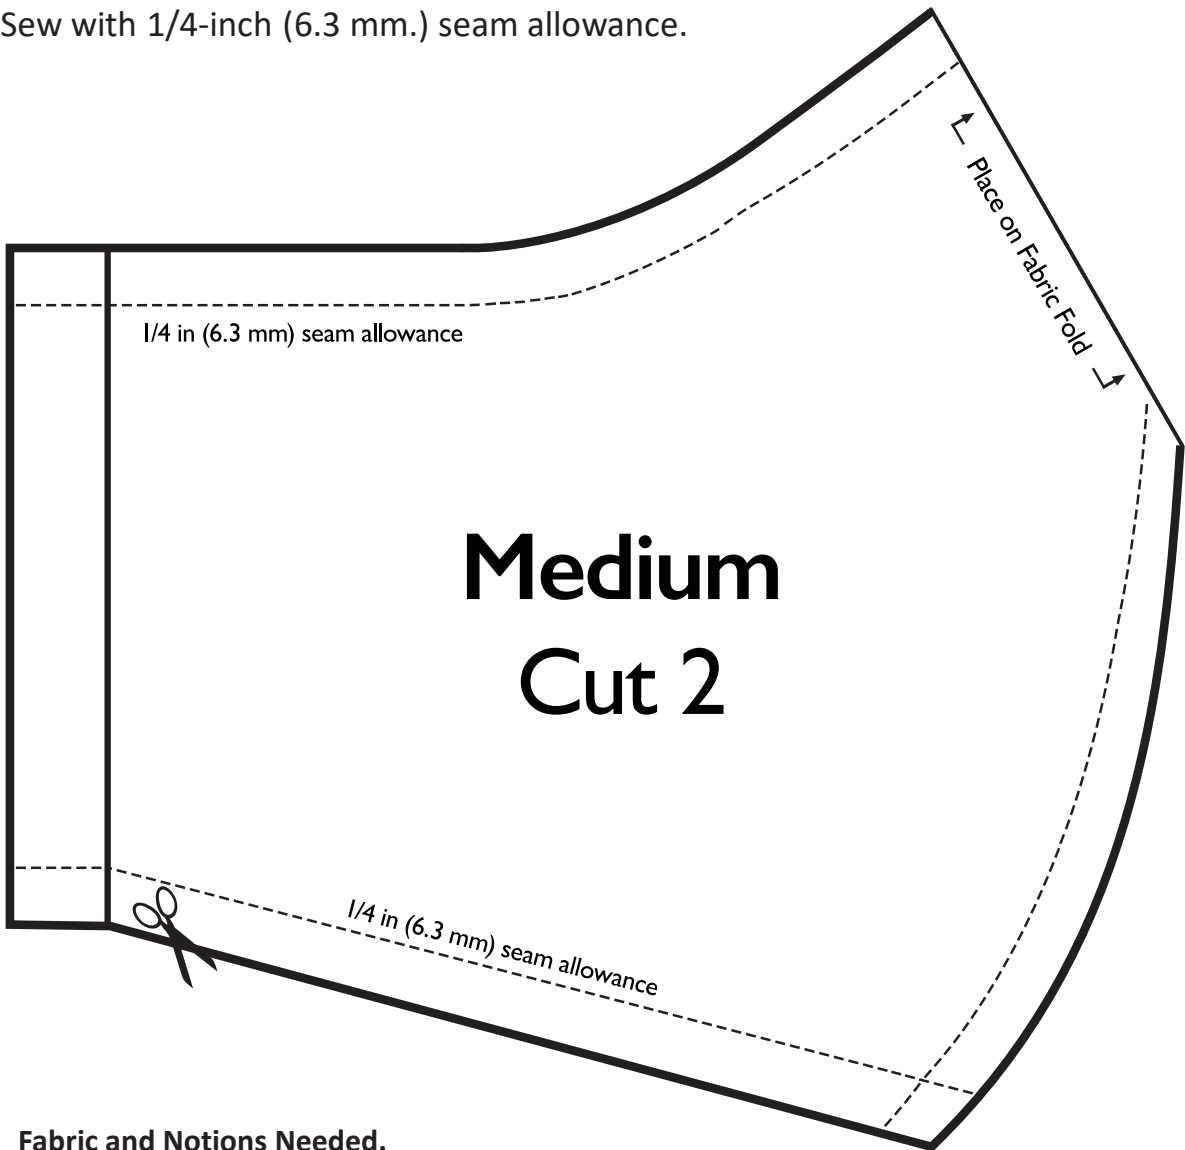 Sew with 1/4-inch (6.3 mm.) seam allowance.
Place on Fabric Fold
1/4 in (6.3 mm) seam allowance
Medium
Cut 2
1/4 in (6.3 mm) seam allowance
Fabric and Notions Needed.